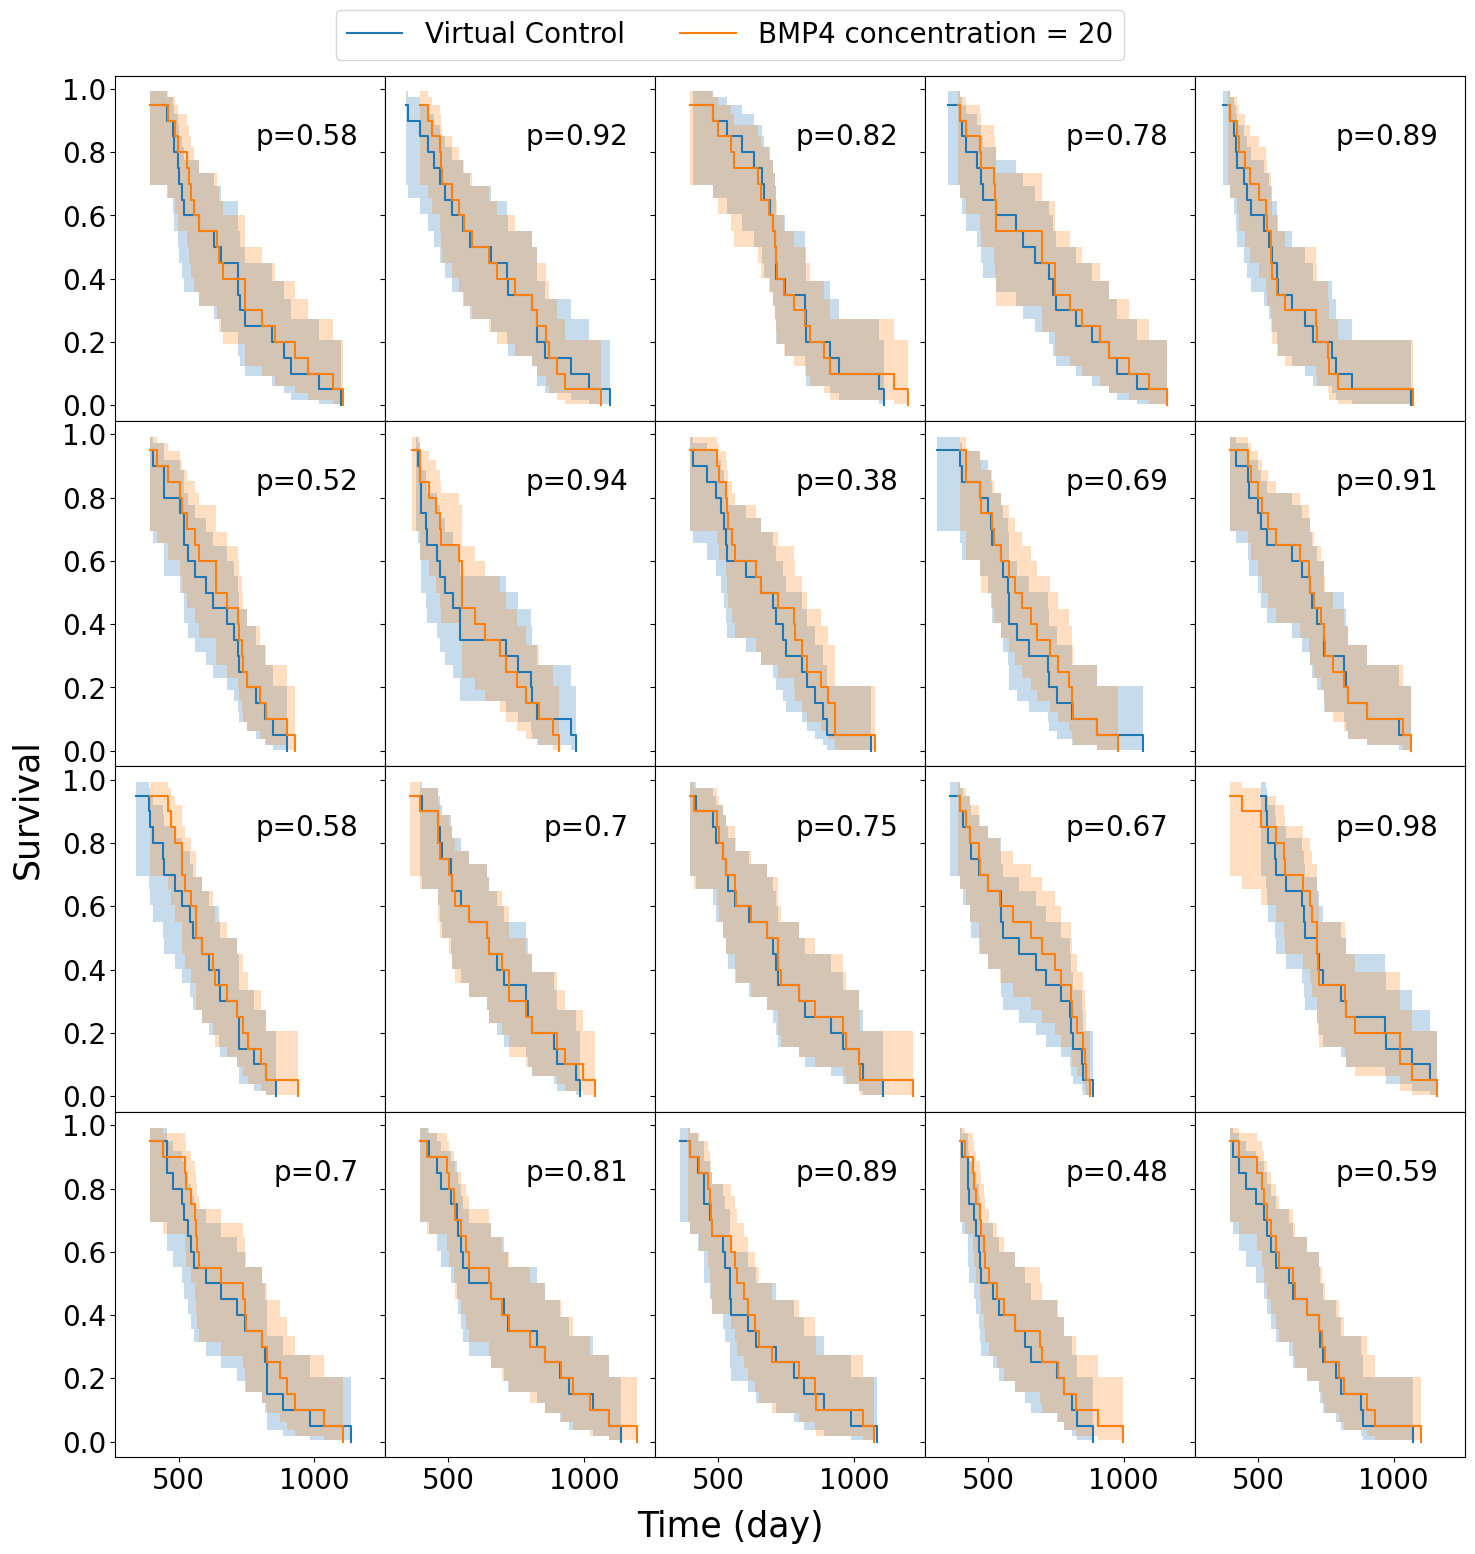 Virtual Control BMP4 concentration = 20
1.0 p=0.58 p=0.92 p=0.82 p=0.78 p=0.89
0.8
0.6
0.4
0.2
0.0
1.0 p=0.52 p=0.94 p=0.38 p=0.69 p=0.91
0.8
0.6
0.4
0.2
0.0
Survival
1.0 p=0.58 p=0.7 p=0.75 p=0.67 p=0.98
0.8
0.6
0.4
0.2
0.0
1.0 p=0.7 p=0.81 p=0.89 p=0.48 p=0.59
0.8
0.6
0.4
0.2
0.0
500 1000 500 1000 500 1000 500 1000 500 1000
Time (day)